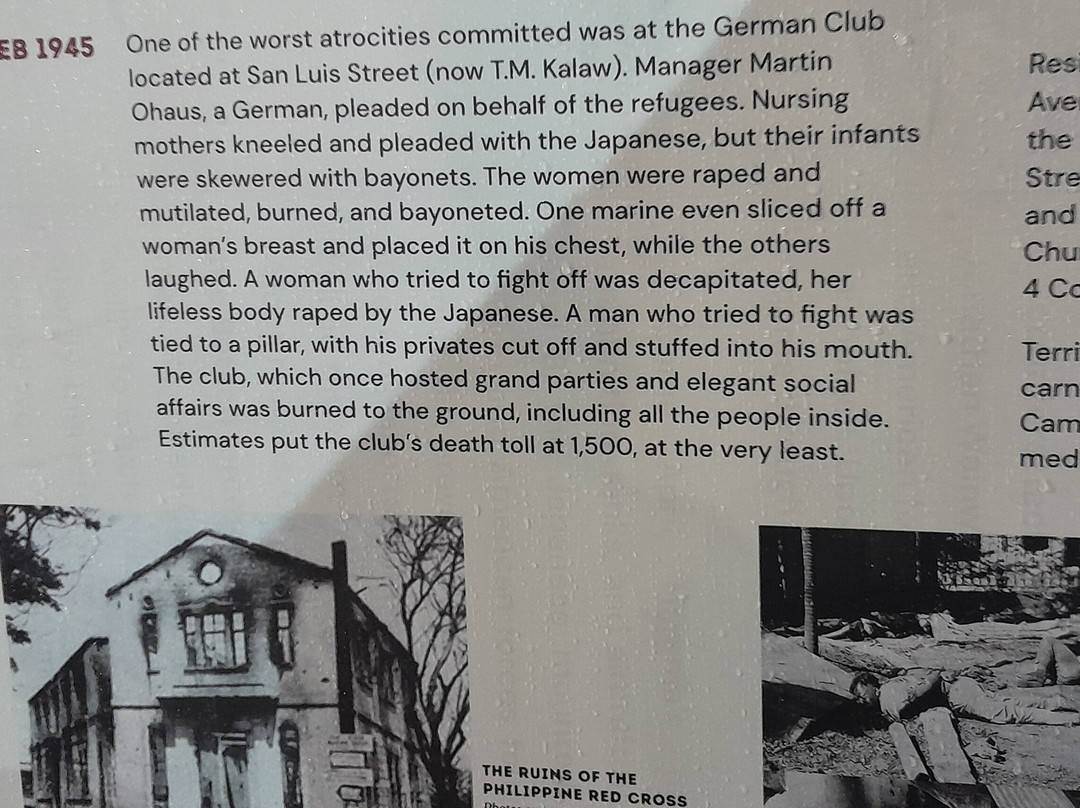 EB 1945
One of the worst atrocities committed was at the German Club
located at San Luis Street (now T.M. Kalaw). Manager Martin
Ohaus, a German, pleaded on behalf of the refugees. Nursing
mothers kneeled and pleaded with the Japanese, but their infants
were skewered with bayonets. The women were raped and
mutilated, burned, and bayoneted. One marine even sliced off a
woman's breast and placed it on his chest, while the others
laughed. A woman who tried to fight off was decapitated, her
lifeless body raped by the Japanese. A man who tried to fight was
tied to a pillar, with his privates cut off and stuffed into his mouth.
The club, which once hosted grand parties and elegant social
affairs was burned to the ground, including all the people inside.
Estimates put the club's death toll at 1,500, at the very least.
Resi
Ave
the
Stre
and
Chu
4 Co
Terri
carn
Cam
med
THE RUINS OF THE
PHILIPPINE RED CROSS